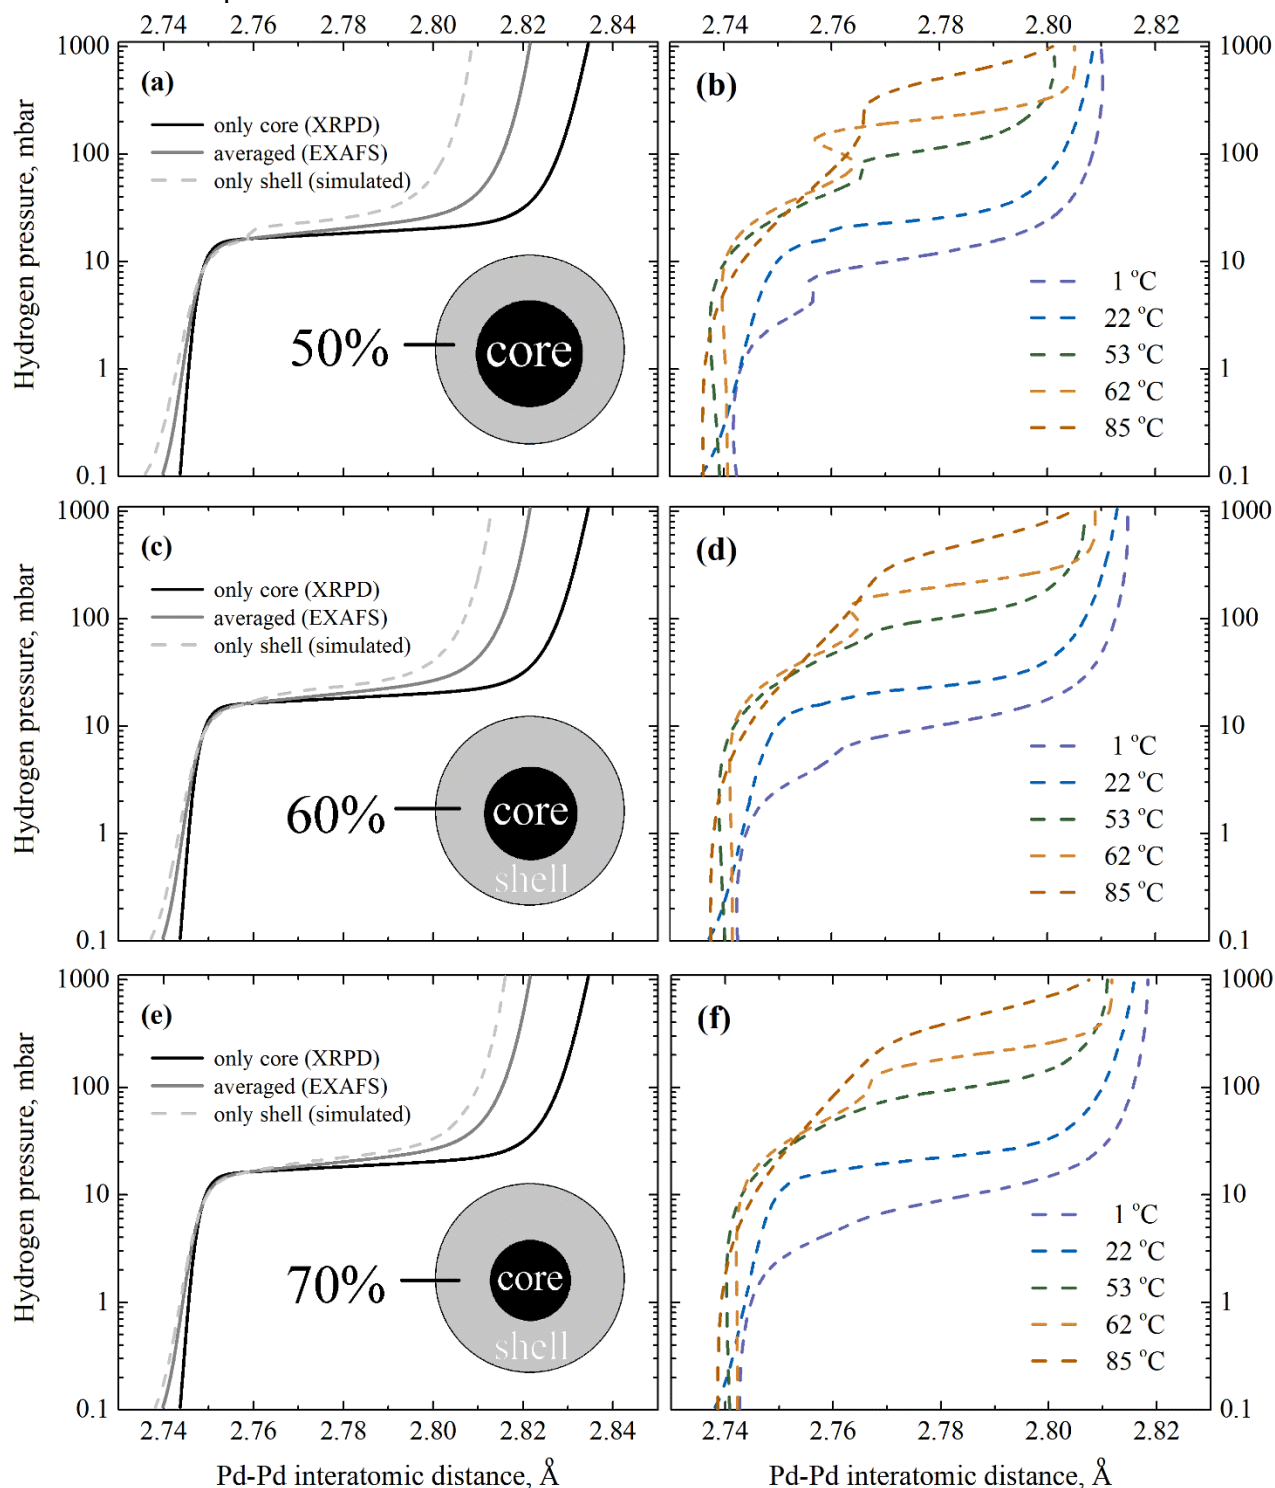 2.74 2.76 2.78 2.80 2.82 2.84
2.74 2.76 2.78 2.80 2.82
Hydrogen pressure, mbar
1000
100
10
1
0.1
(a)
only core (XRPD)
averaged (EXAFS)
only shell (simulated)
50%
core
(b)
1 °C
22 °C
53 °C
62 °C
85 °C
1000
100
10
1
0.1
Hydrogen pressure, mbar
1000
100
10
1
0.1
(c)
only core (XRPD)
averaged (EXAFS)
only shell (simulated)
60%
core
shell
(d)
1 °C
22 °C
53 °C
62 °C
85 °C
1000
100
10
1
0.1
Hydrogen pressure, mbar
1000
100
10
1
0.1
(e)
only core (XRPD)
averaged (EXAFS)
only shell (simulated)
70%
core
shell
(f)
1 °C
22 °C
53 °C
62 °C
85 °C
1000
100
10
1
0.1
2.74 2.76 2.78 2.80 2.82 2.84
2.74 2.76 2.78 2.80 2.82
Pd-Pd interatomic distance, Å
Pd-Pd interatomic distance, Å